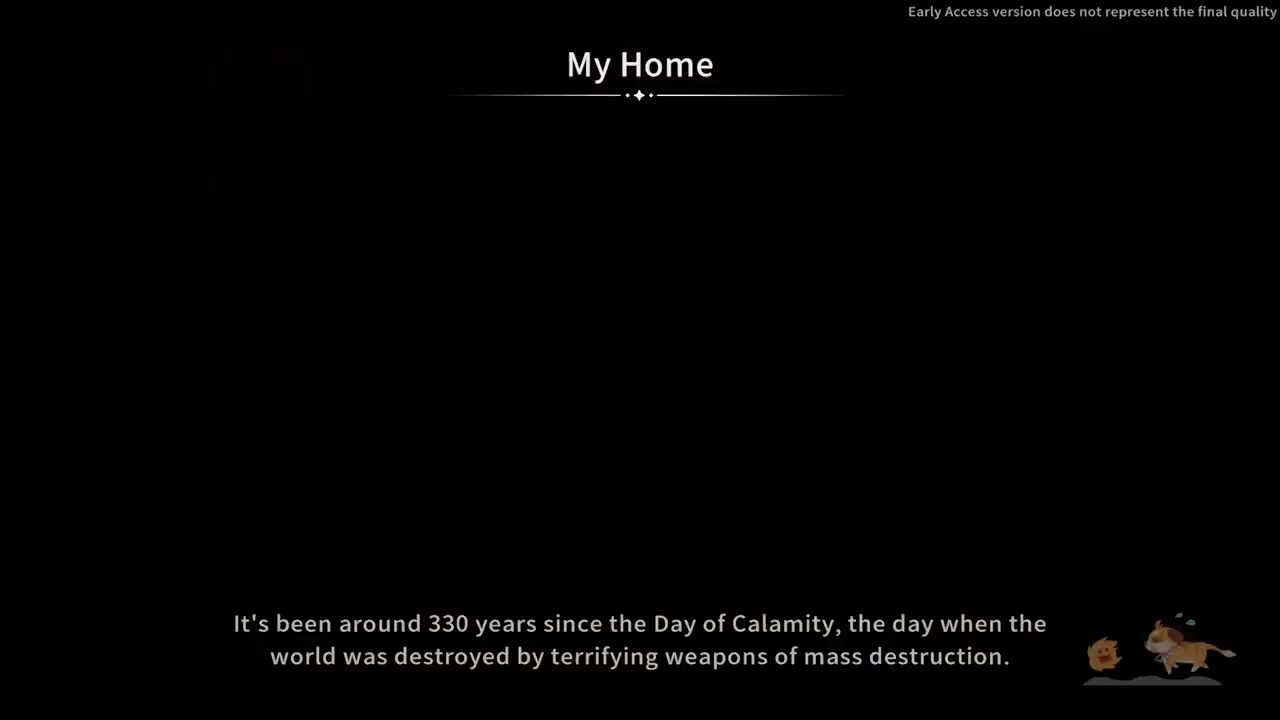 Early Access version does not represent the final quality
My Home
It's been around 330 years since the Day of Calamity, the day when the
world was destroyed by terrifying weapons of mass destruction.